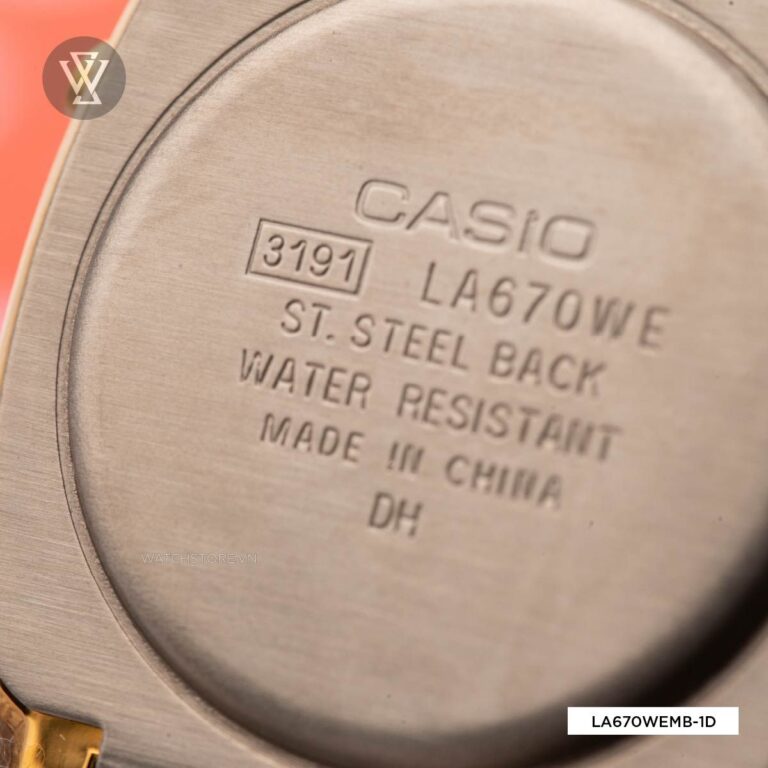 CASIO
3191 LA670WE
ST. STEEL BACK
WATER RESISTANT
MADE IN CHINA
DH
WATCHSTORE.VN
LA670WEMB-1D